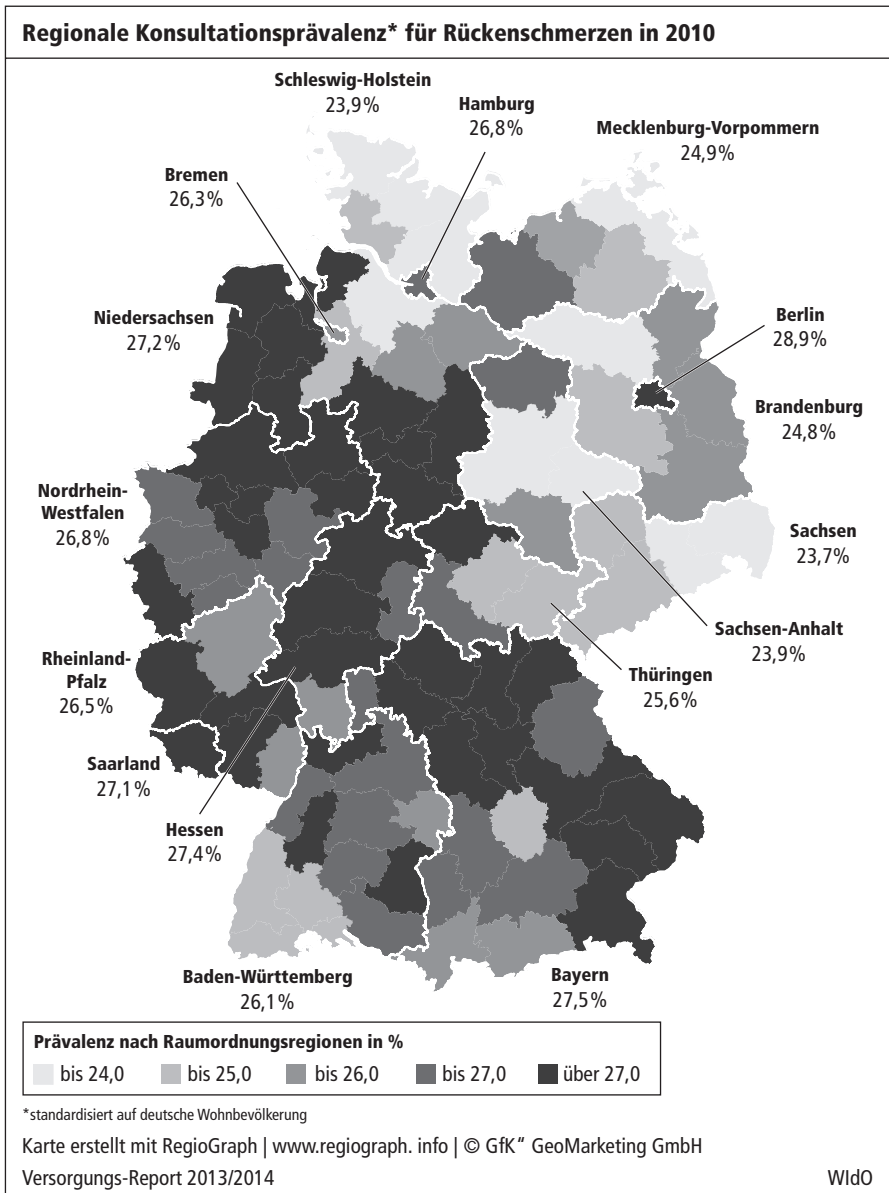 Regionale Konsultationsprävalenz* für Rückenschmerzen in 2010
Schleswig-Holstein
23,9%
Hamburg
26,8%
Mecklenburg-Vorpommern
24,9%
Bremen
26,3%
Niedersachsen
27,2%
Berlin
28,9%
Brandenburg
24,8%
Nordrhein-
Westfalen
26,8%
Sachsen
23,7%
Sachsen-Anhalt
23,9%
Rheinland-
Pfalz
26,5%
Thüringen
25,6%
Saarland
27,1%
Hessen
27,4%
Baden-Württemberg
26,1%
Bayern
27,5%
Prävalenz nach Raumordnungsregionen in %
bis 24,0 bis 25,0 bis 26,0 bis 27,0 über 27,0
*standardisiert auf deutsche Wohnbevölkerung
Karte erstellt mit RegioGraph | www.regiograph. info | © GfK“ GeoMarketing GmbH
Versorgungs-Report 2013/2014 WIdO